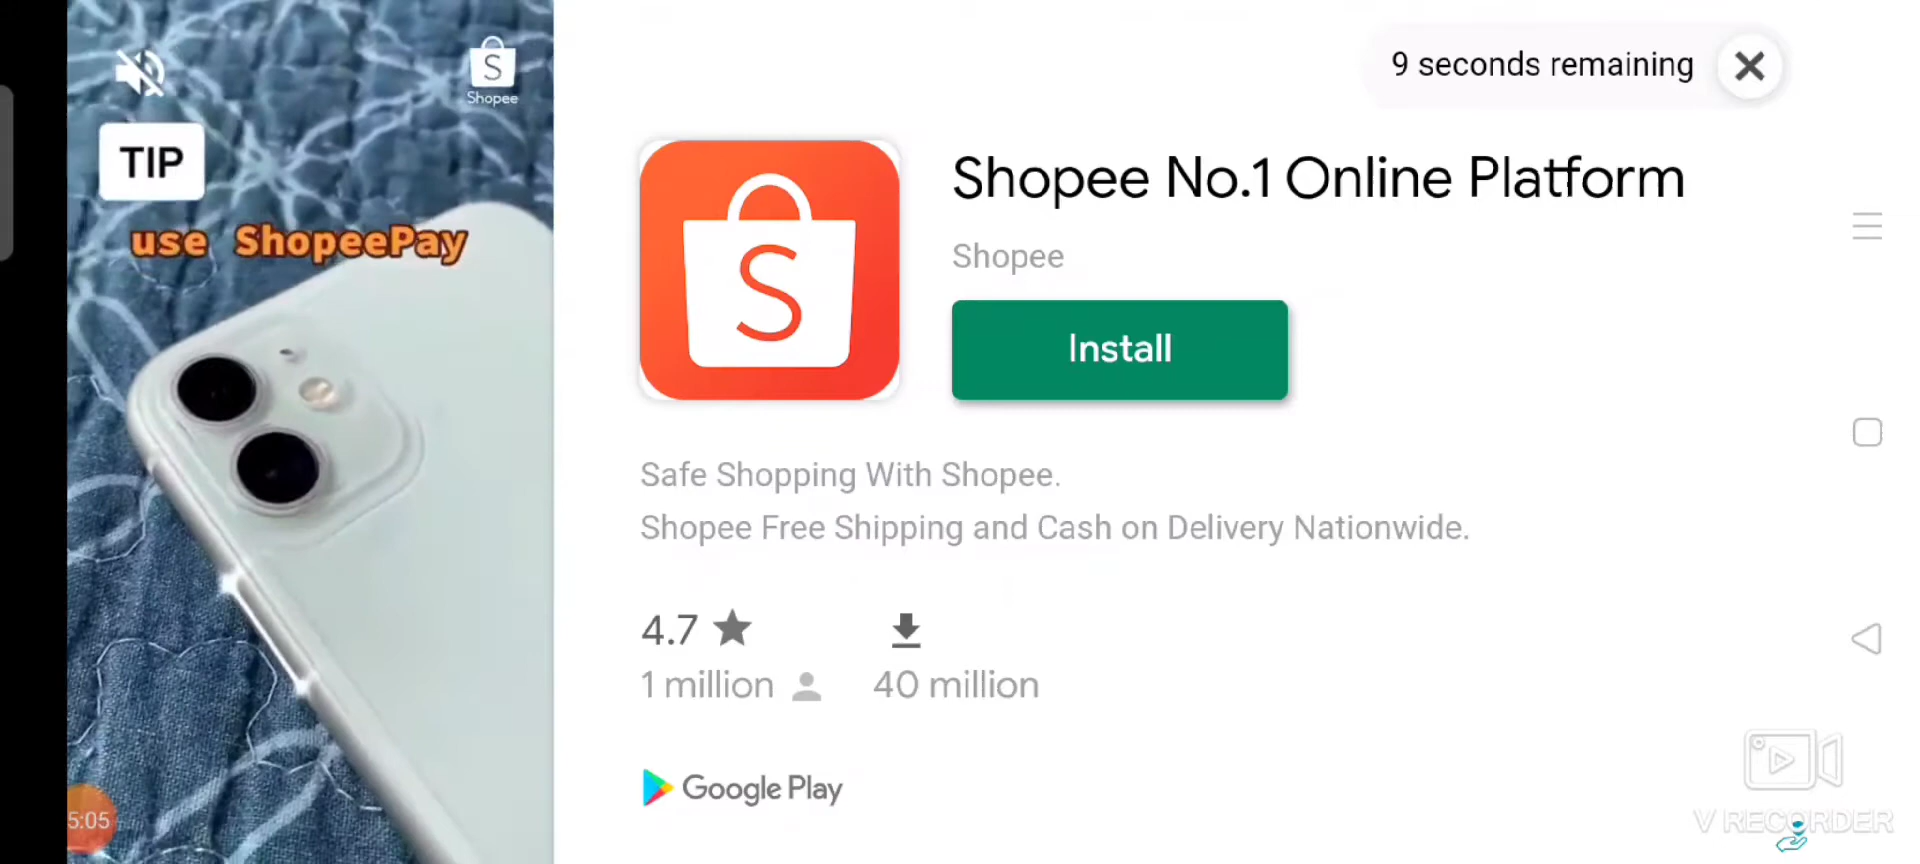 S
Shopee
TIP
use ShopeePay
5:05
9 seconds remaining
S
Shopee No.1 Online Platform
Shopee
Install
Safe Shopping With Shopee.
Shopee Free Shipping and Cash on Delivery Nationwide.
4.7
1 million
40 million
Google Play
V RECORDER